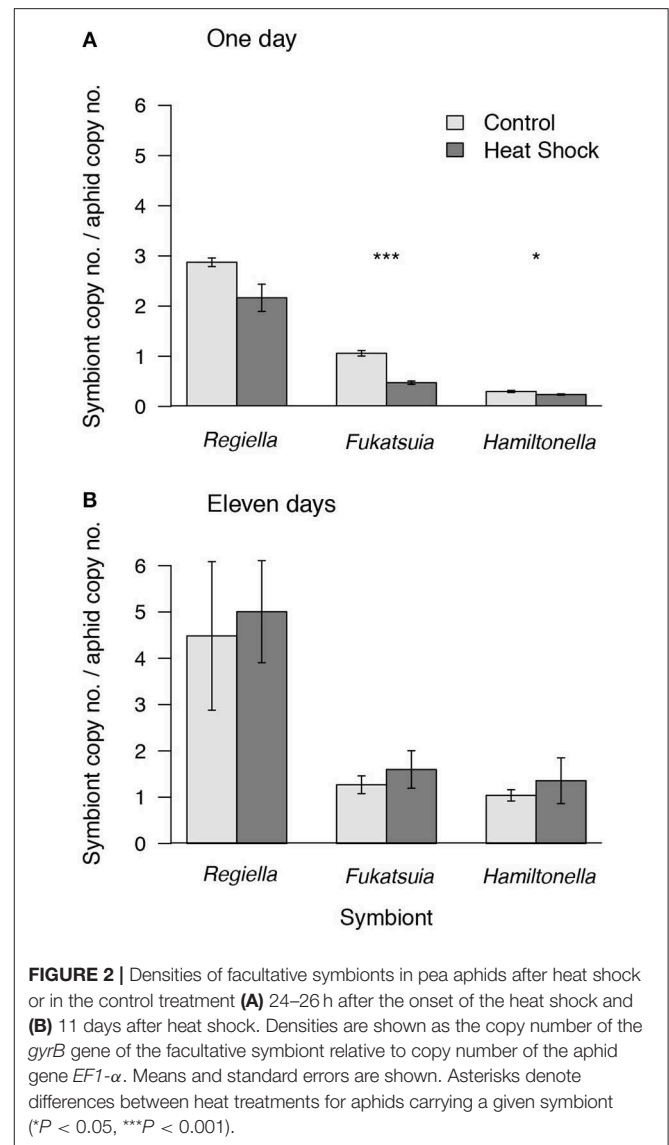 A One day
Symbiont copy no. / aphid copy no.
6
5
4
3
2
1
0
Control
Heat Shock
***
*
Regiella Fukatsuia Hamiltonella
B Eleven days
Symbiont copy no. / aphid copy no.
6
5
4
3
2
1
0
Regiella Fukatsuia Hamiltonella
Symbiont
FIGURE 2 | Densities of facultative symbionts in pea aphids after heat shock
or in the control treatment (A) 24–26 h after the onset of the heat shock and
(B) 11 days after heat shock. Densities are shown as the copy number of the
gyrB gene of the facultative symbiont relative to copy number of the aphid
gene EF1-α. Means and standard errors are shown. Asterisks denote
differences between heat treatments for aphids carrying a given symbiont
(*P < 0.05, ***P < 0.001).